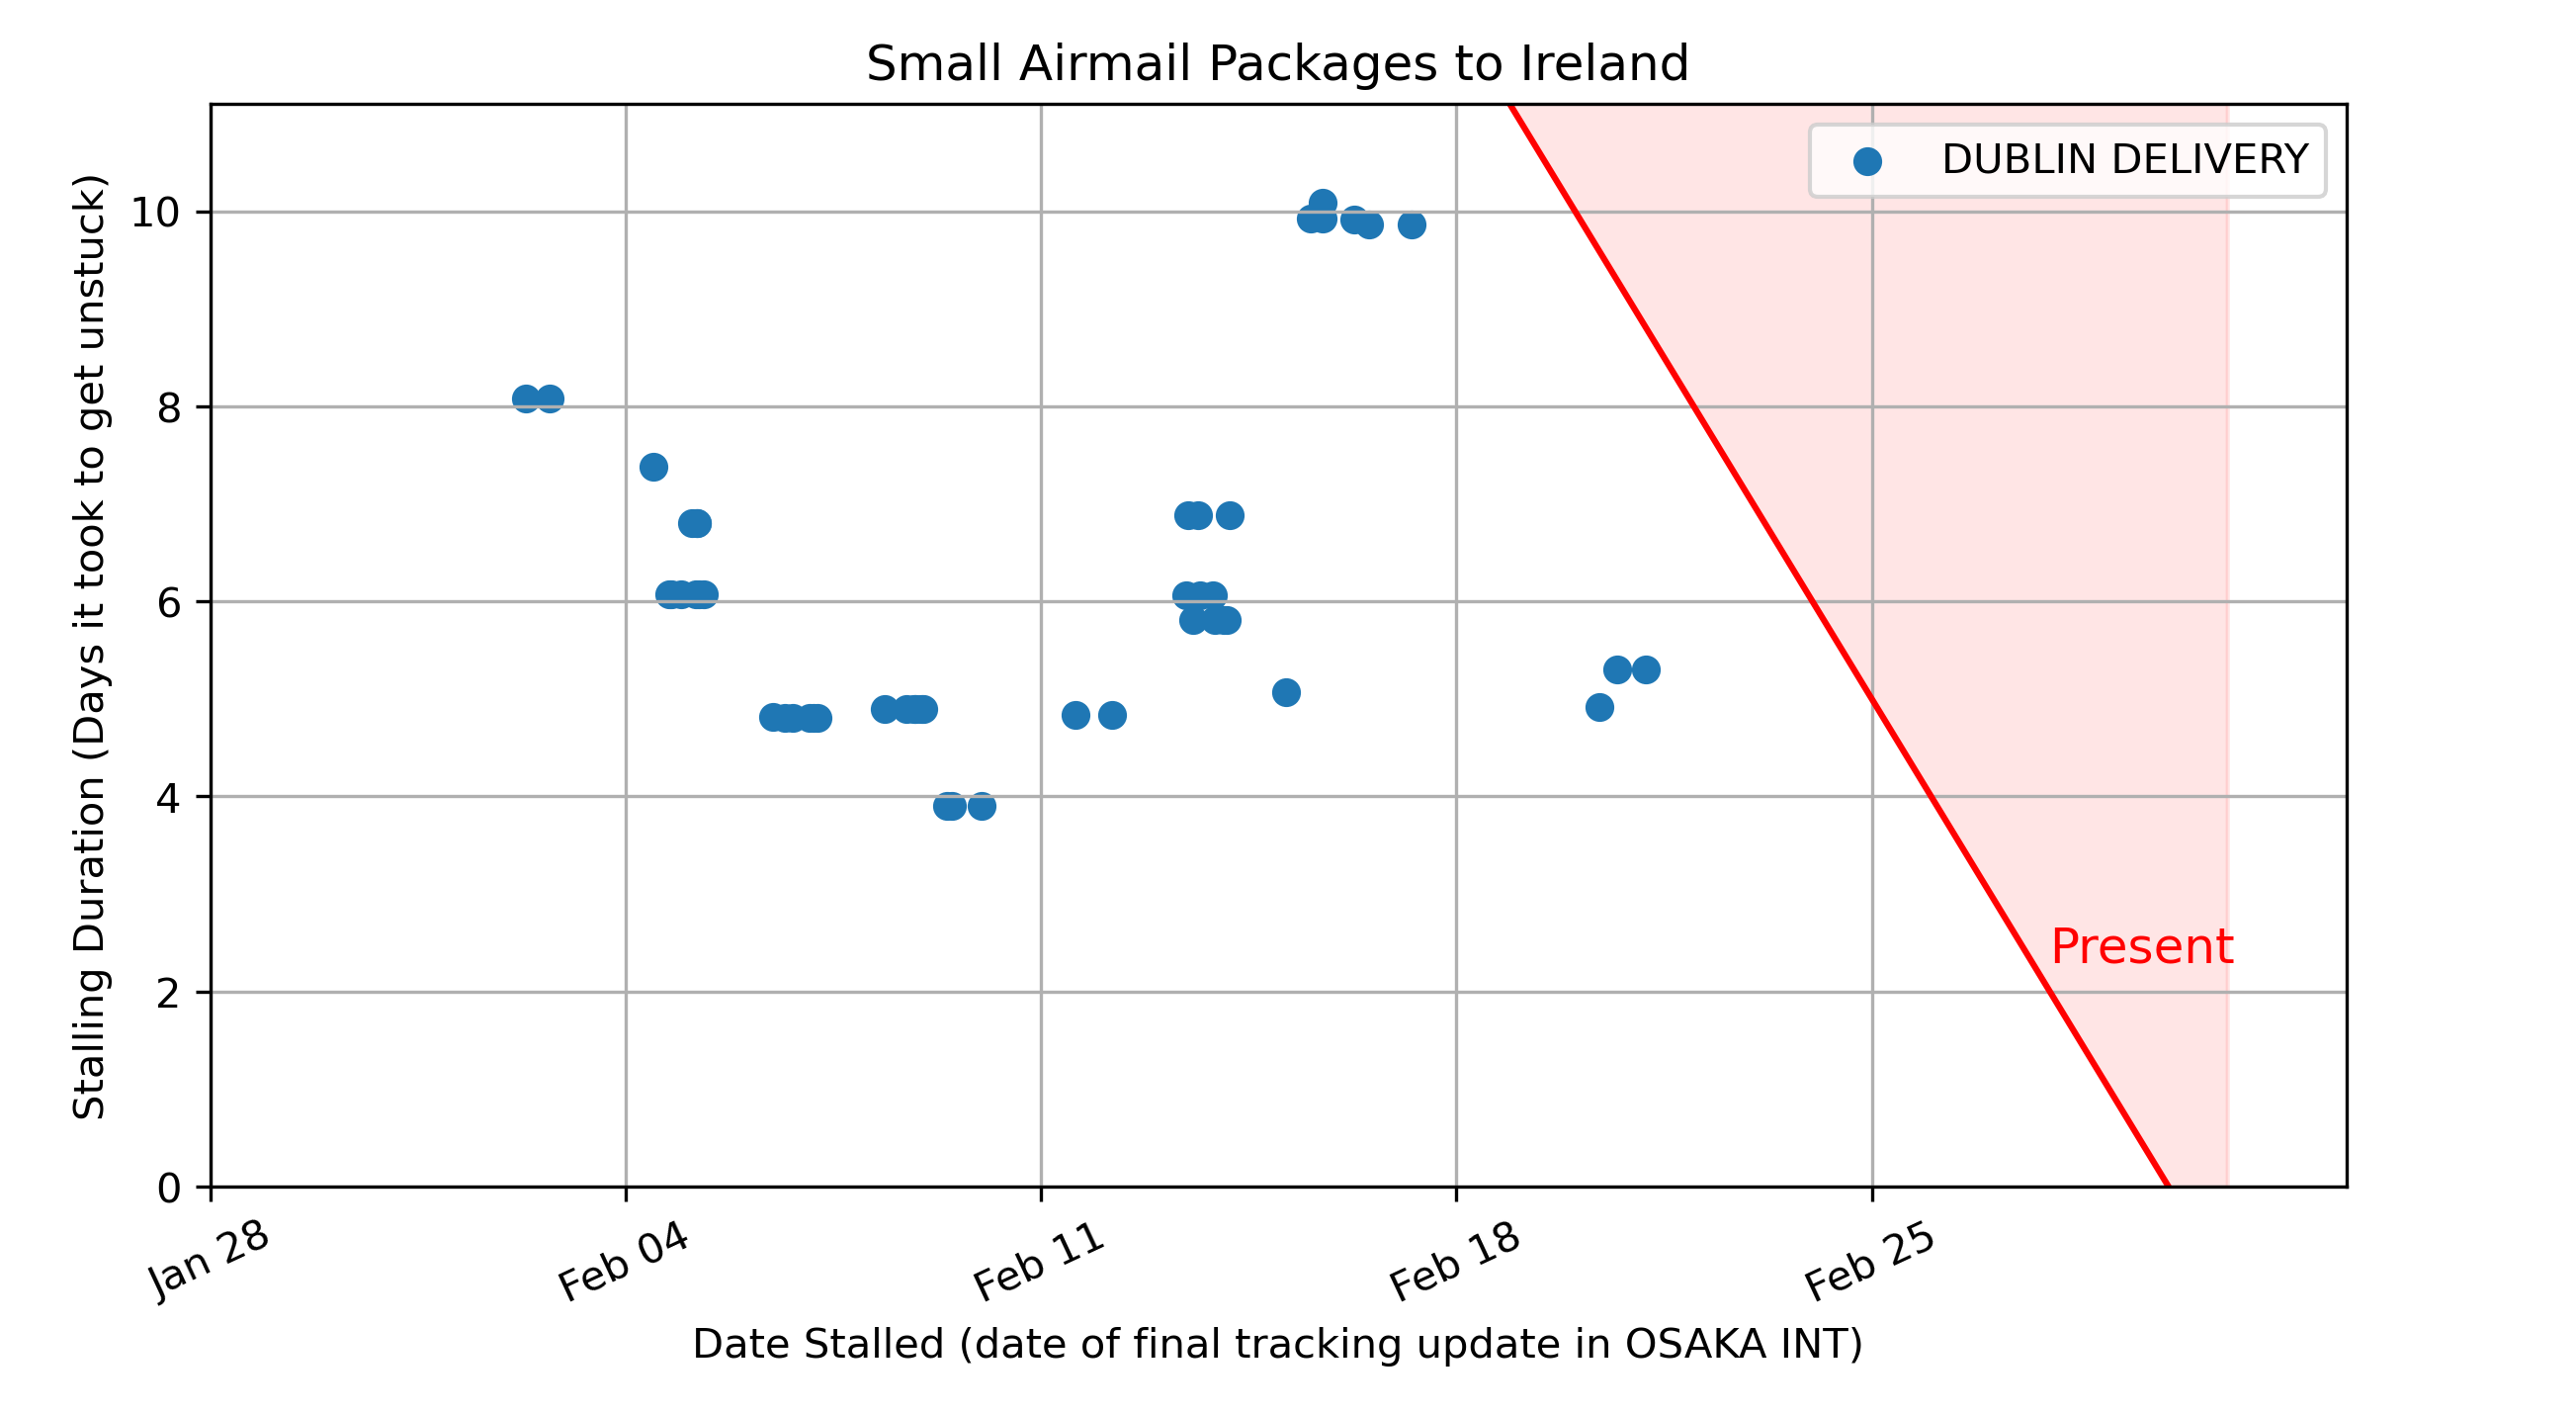 Small Airmail Packages to Ireland
DUBLIN DELIVERY
Stalling Duration (Days it took to get unstuck)
10
8
6
4
2
0
Present
Jan 28
Feb 04
Feb 11
Feb 18
Feb 25
Date Stalled (date of final tracking update in OSAKA INT)